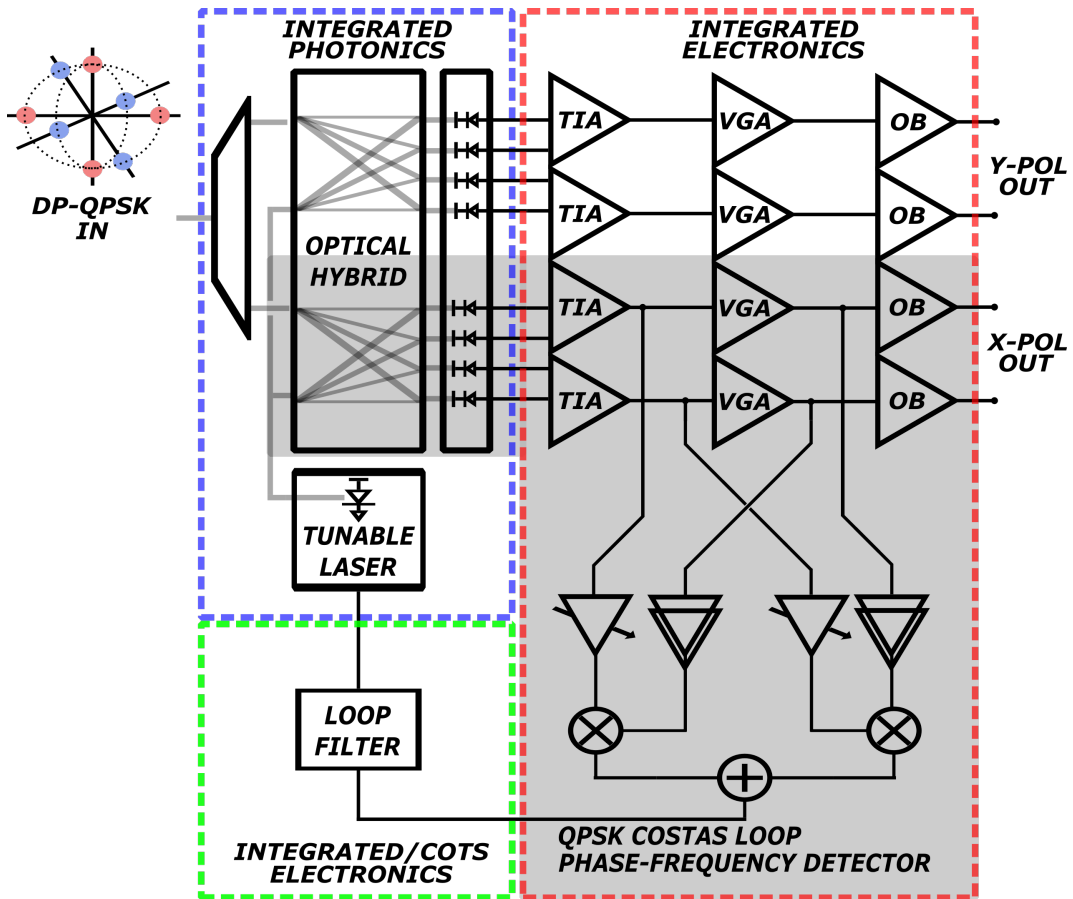 INTEGRATED
PHOTONICS
INTEGRATED
ELECTRONICS
DP-QPSK
IN
OPTICAL
HYBRID
TIA
VGA
OB
TIA
VGA
OB
Y-POL
OUT
TIA
VGA
OB
TIA
VGA
OB
X-POL
OUT
TUNABLE
LASER
LOOP
FILTER
INTEGRATED/COTS
ELECTRONICS
QPSK COSTAS LOOP
PHASE-FREQUENCY DETECTOR